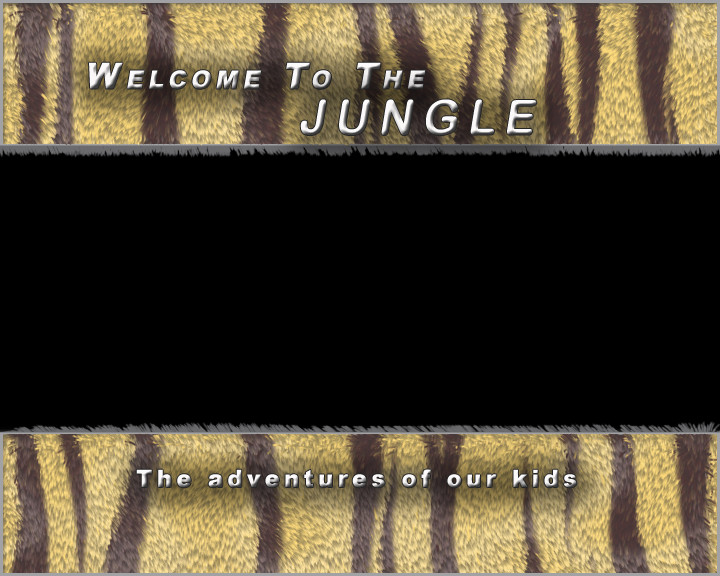 Welcome To The
JUNGLE
The adventures of our kids